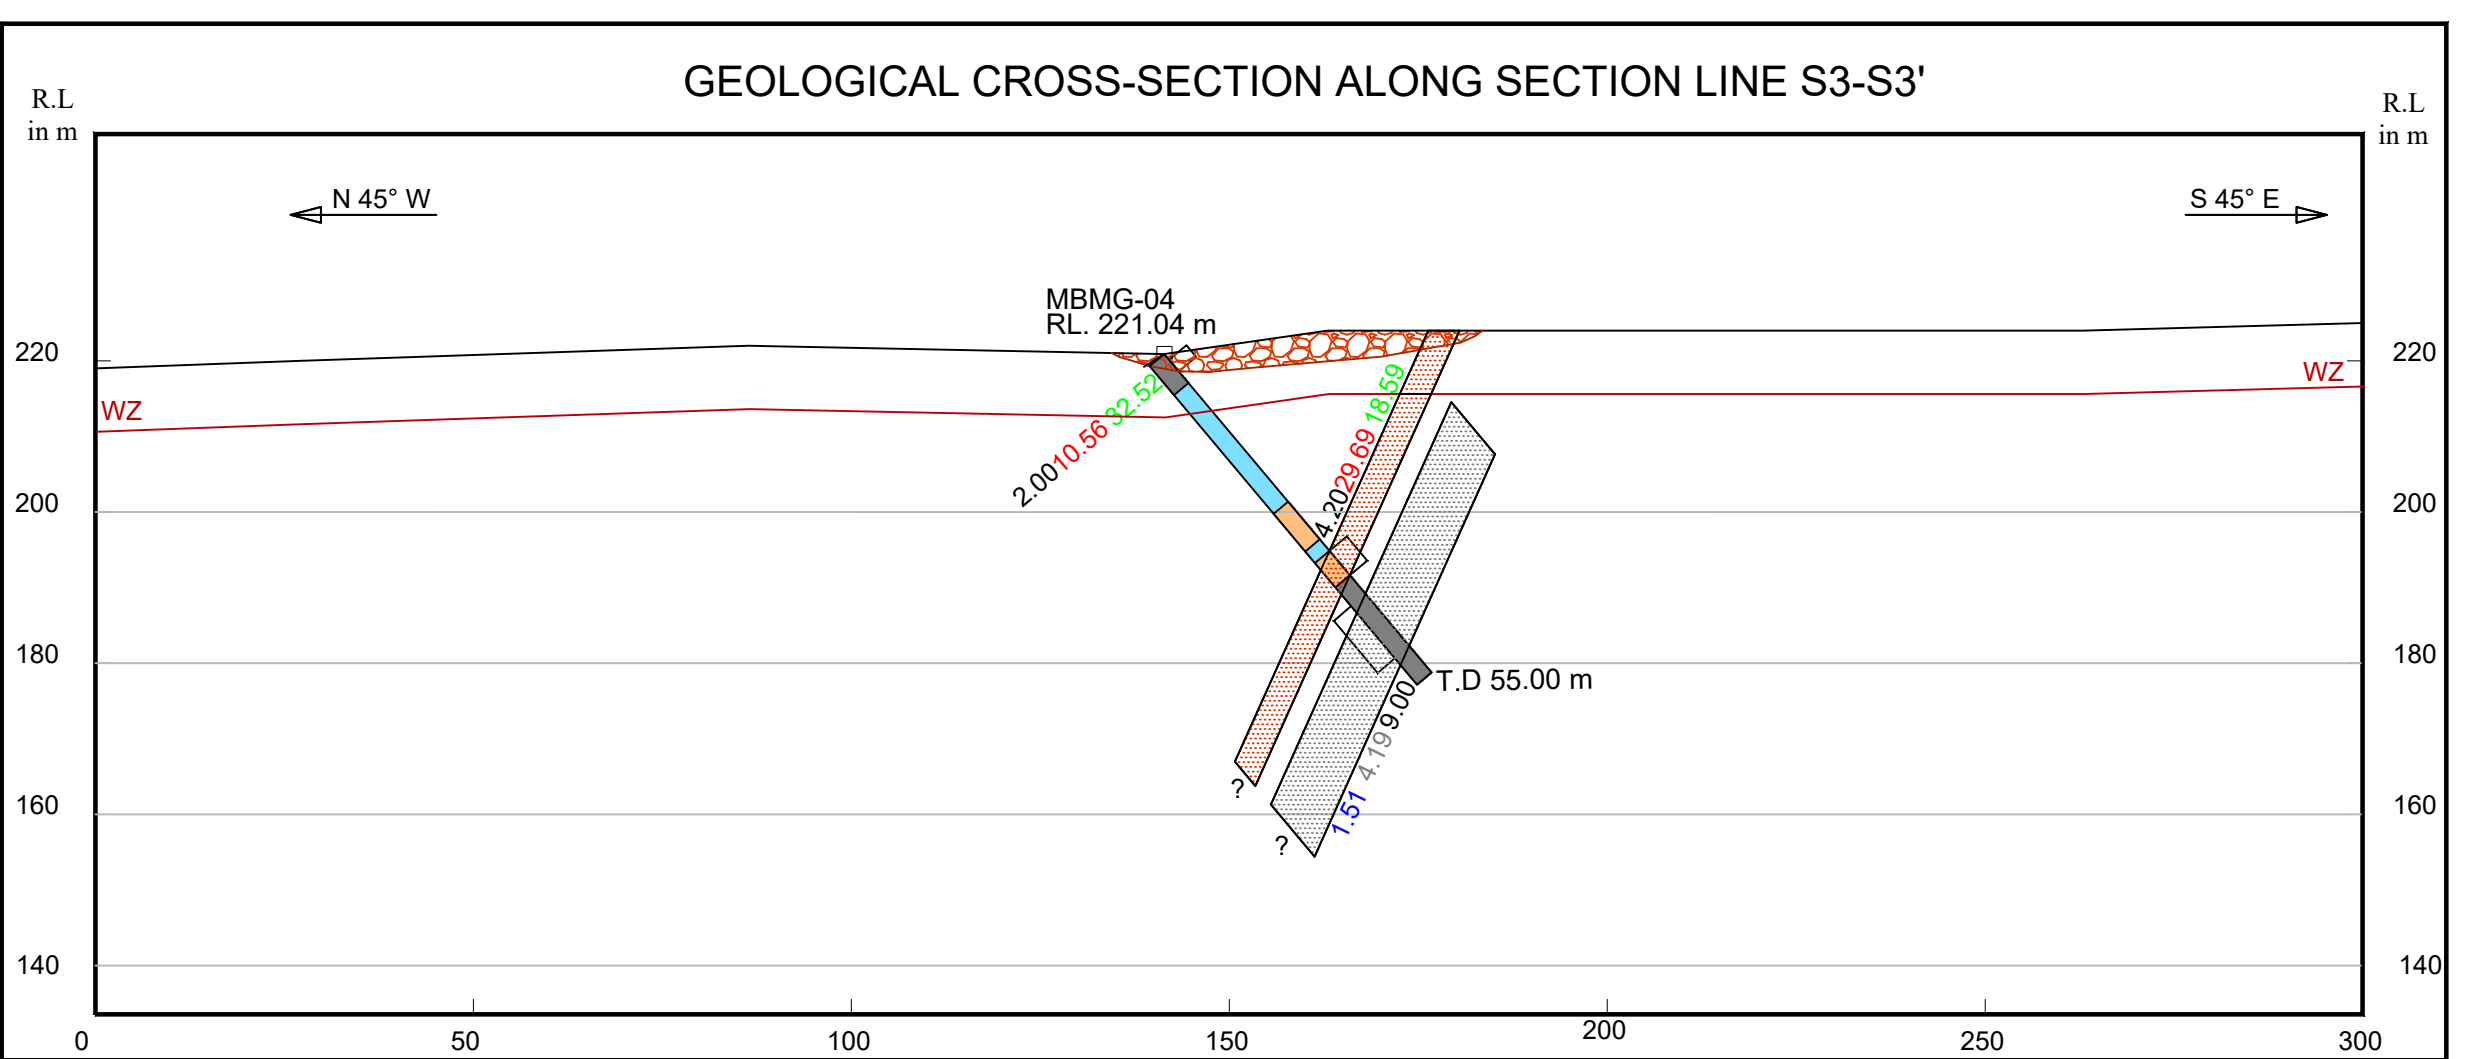 GEOLOGICAL CROSS-SECTION ALONG SECTION LINE S3-S3'
R.L
in m
R.L
in m
N 45° W
S 45° E
MBMG-04
RL. 221.04 m
220
220
WZ
WZ
2.00 10.56 32.52
4.20 29.69 18.59
200
200
180
180
T.D 55.00 m
1.51 4.19 9.00
?
?
160
160
140
140
0
50
100
150
200
250
300